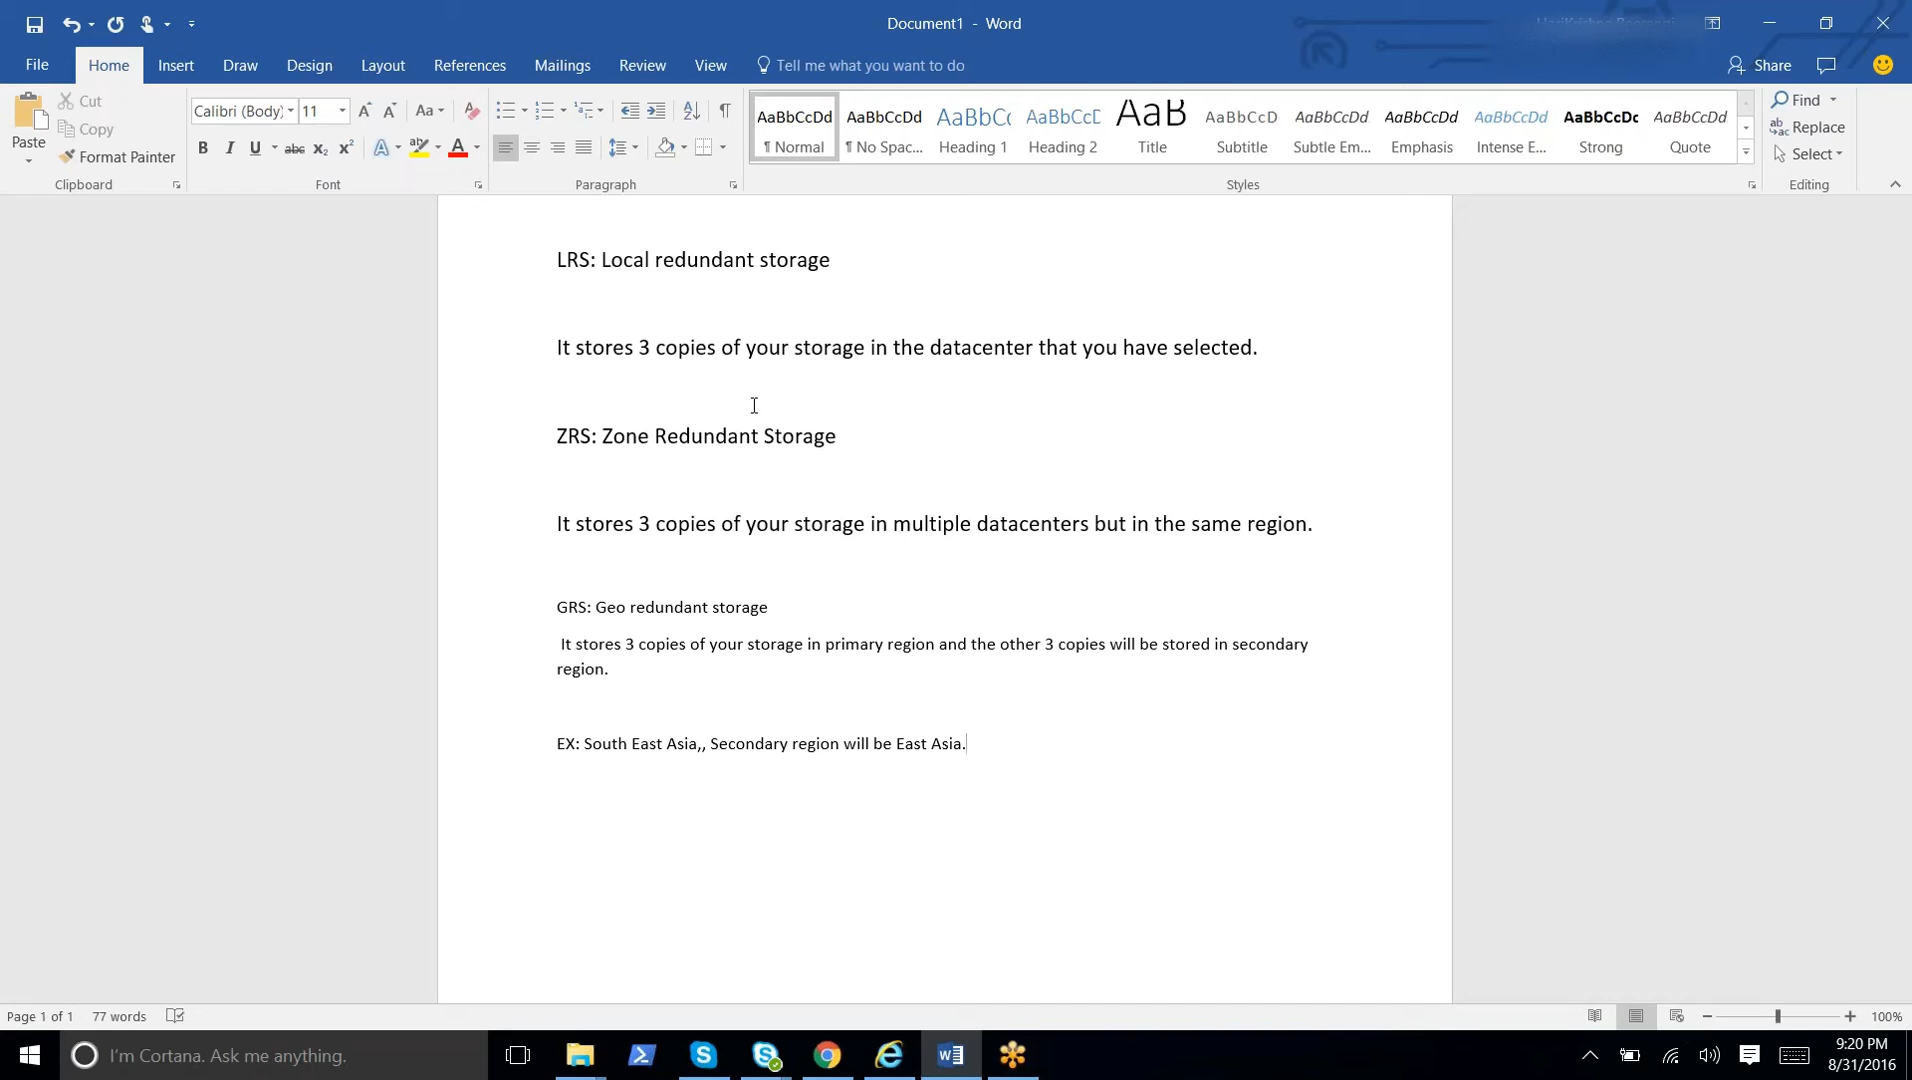 Document1 - Word
File Home Insert Draw Design Layout References Mailings Review View Tell me what you want to do Share
Paste Cut Copy Format Painter
Calibri (Body) 11 Aa
B I U abc x₂ x² A ab A
AaBbCcDd AaBbCcDd AaBbCc AaBbCcD AaB AaBbCcD AaBbCcDd AaBbCcDd AaBbCcDd AaBbCcDc AaBbCcDd
¶ Normal ¶ No Spac... Heading 1 Heading 2 Title Subtitle Subtle Em... Emphasis Intense E... Strong Quote
Find
Replace
Select
Clipboard Font Paragraph Styles Editing
LRS: Local redundant storage
It stores 3 copies of your storage in the datacenter that you have selected.
ZRS: Zone Redundant Storage
It stores 3 copies of your storage in multiple datacenters but in the same region.
GRS: Geo redundant storage
It stores 3 copies of your storage in primary region and the other 3 copies will be stored in secondary
region.
EX: South East Asia,, Secondary region will be East Asia.
Page 1 of 1 77 words 100%
I'm Cortana. Ask me anything.
9:20 PM
8/31/2016